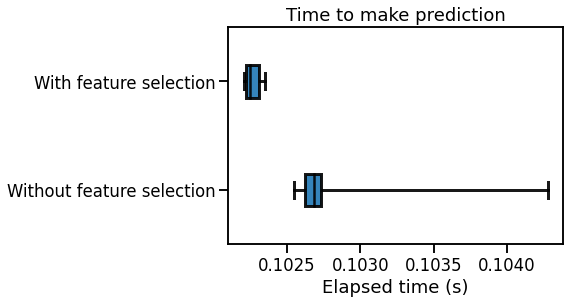 Time to make prediction
With feature selection
Without feature selection
0.1025 0.1030 0.1035 0.1040
Elapsed time (s)